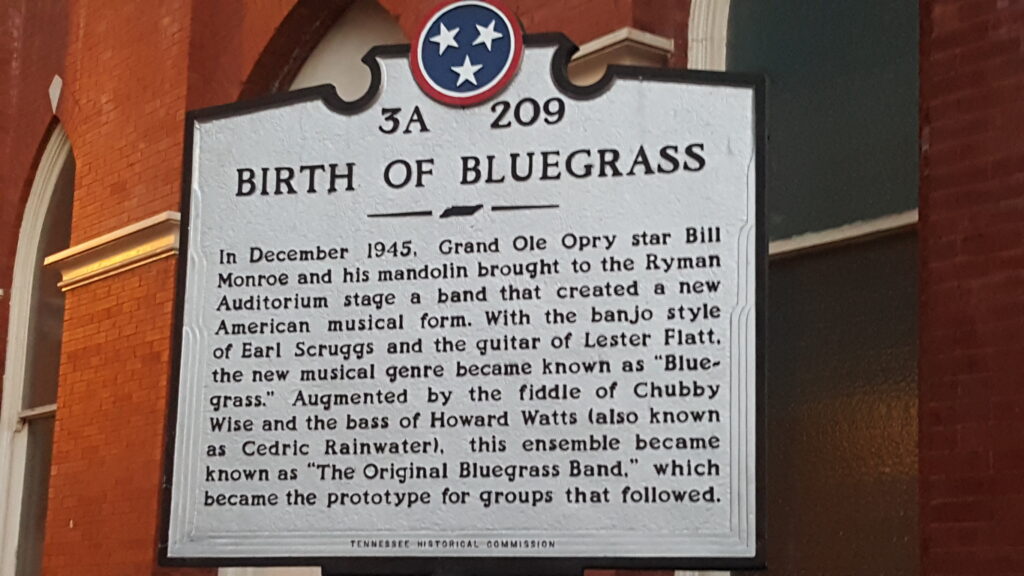 3A 209
BIRTH OF BLUEGRASS
In December 1945, Grand Ole Opry star Bill
Monroe and his mandolin brought to the Ryman
Auditorium stage a band that created a new
American musical form. With the banjo style
of Earl Scruggs and the guitar of Lester Flatt,
the new musical genre became known as "Blue-
grass." Augmented by the fiddle of Chubby
Wise and the bass of Howard Watts (also known
as Cedric Rainwater), this ensemble became
known as "The Original Bluegrass Band," which
became the prototype for groups that followed.
TENNESSEE HISTORICAL COMMISSION